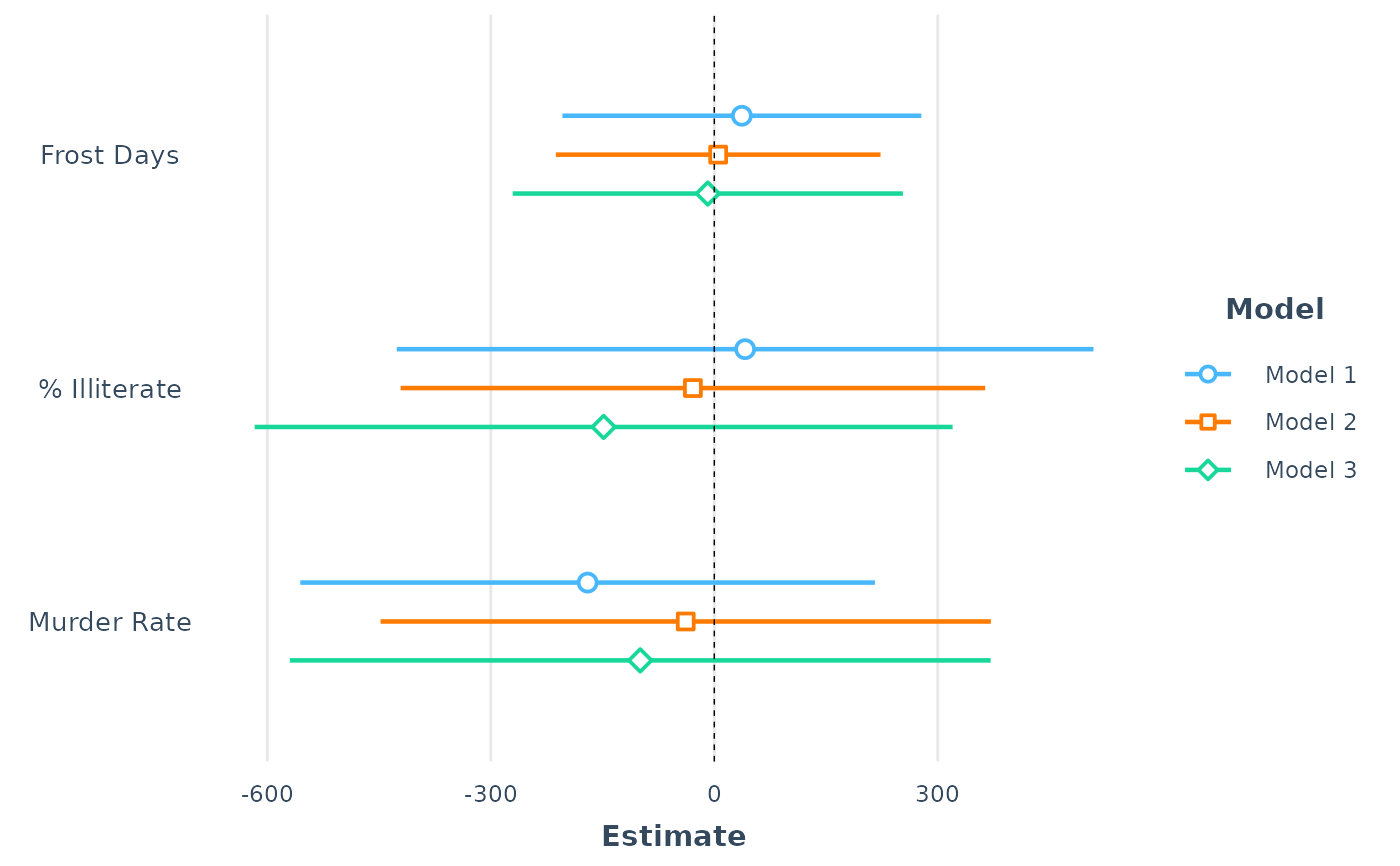 Frost Days
% Illiterate
Murder Rate
-600
-300
0
300
Estimate
Model
Model 1
Model 2
Model 3